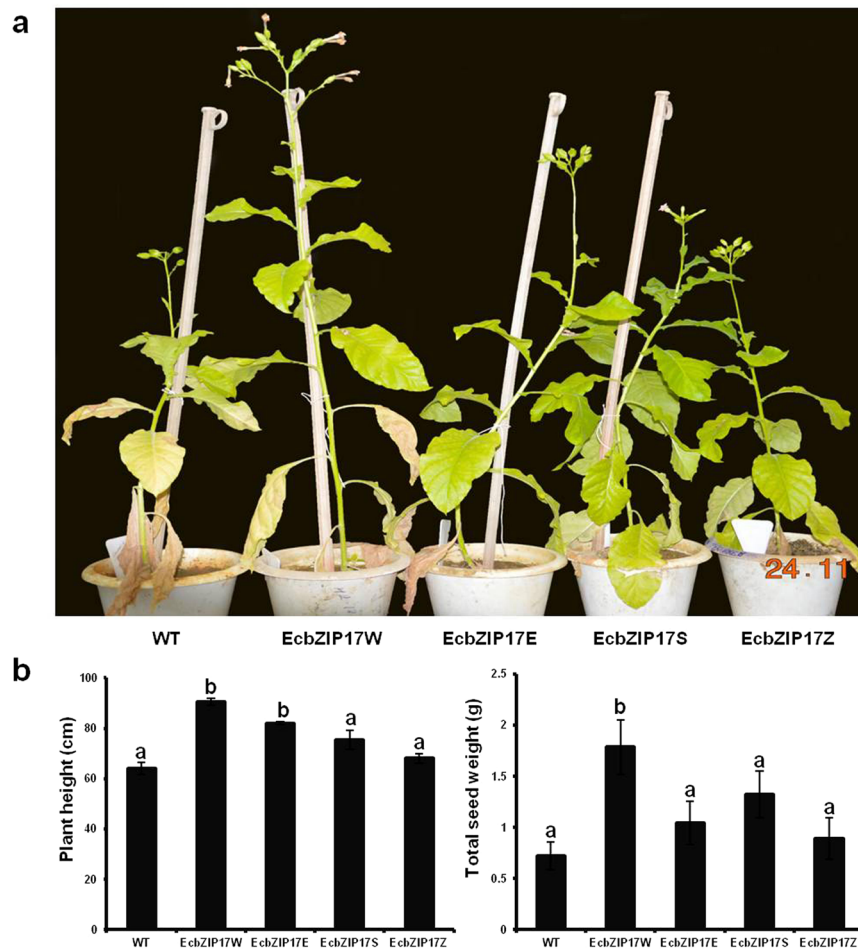 a
24 11
WT EcbZIP17W EcbZIP17E EcbZIP17S EcbZIP17Z
b
Plant height (cm)
100
80
60
40
20
0
a b b a a
WT EcbZIP17W EcbZIP17E EcbZIP17S EcbZIP17Z
Total seed weight (g)
2.5
2
1.5
1
0.5
0
a b a a a
WT EcbZIP17W EcbZIP17E EcbZIP17S EcbZIP17Z